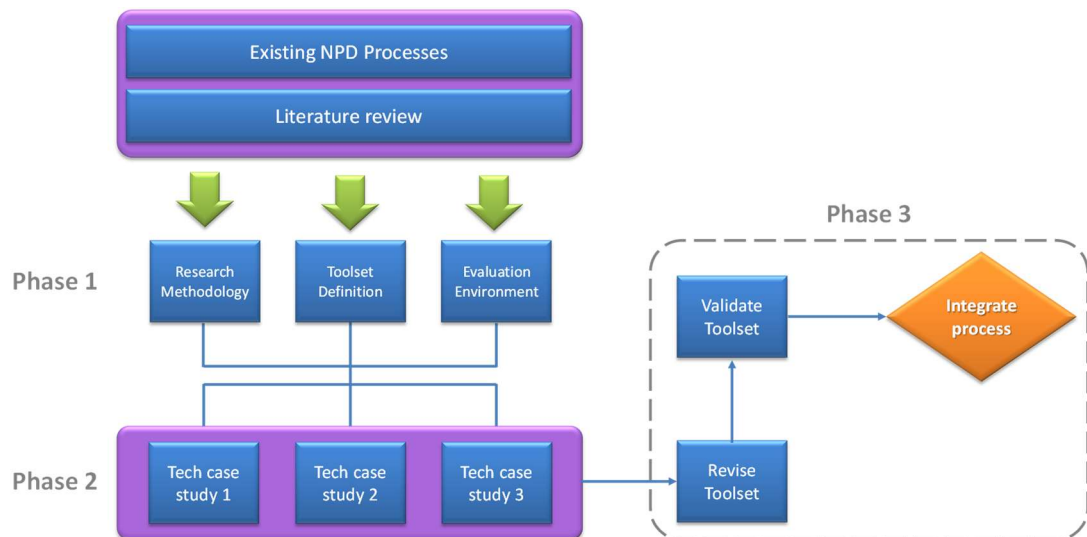 Existing NPD Processes
Literature review
Phase 3
Phase 1
Research
Methodology
Toolset
Definition
Evaluation
Environment
Validate
Toolset
Integrate
process
Phase 2
Tech case
study 1
Tech case
study 2
Tech case
study 3
Revise
Toolset